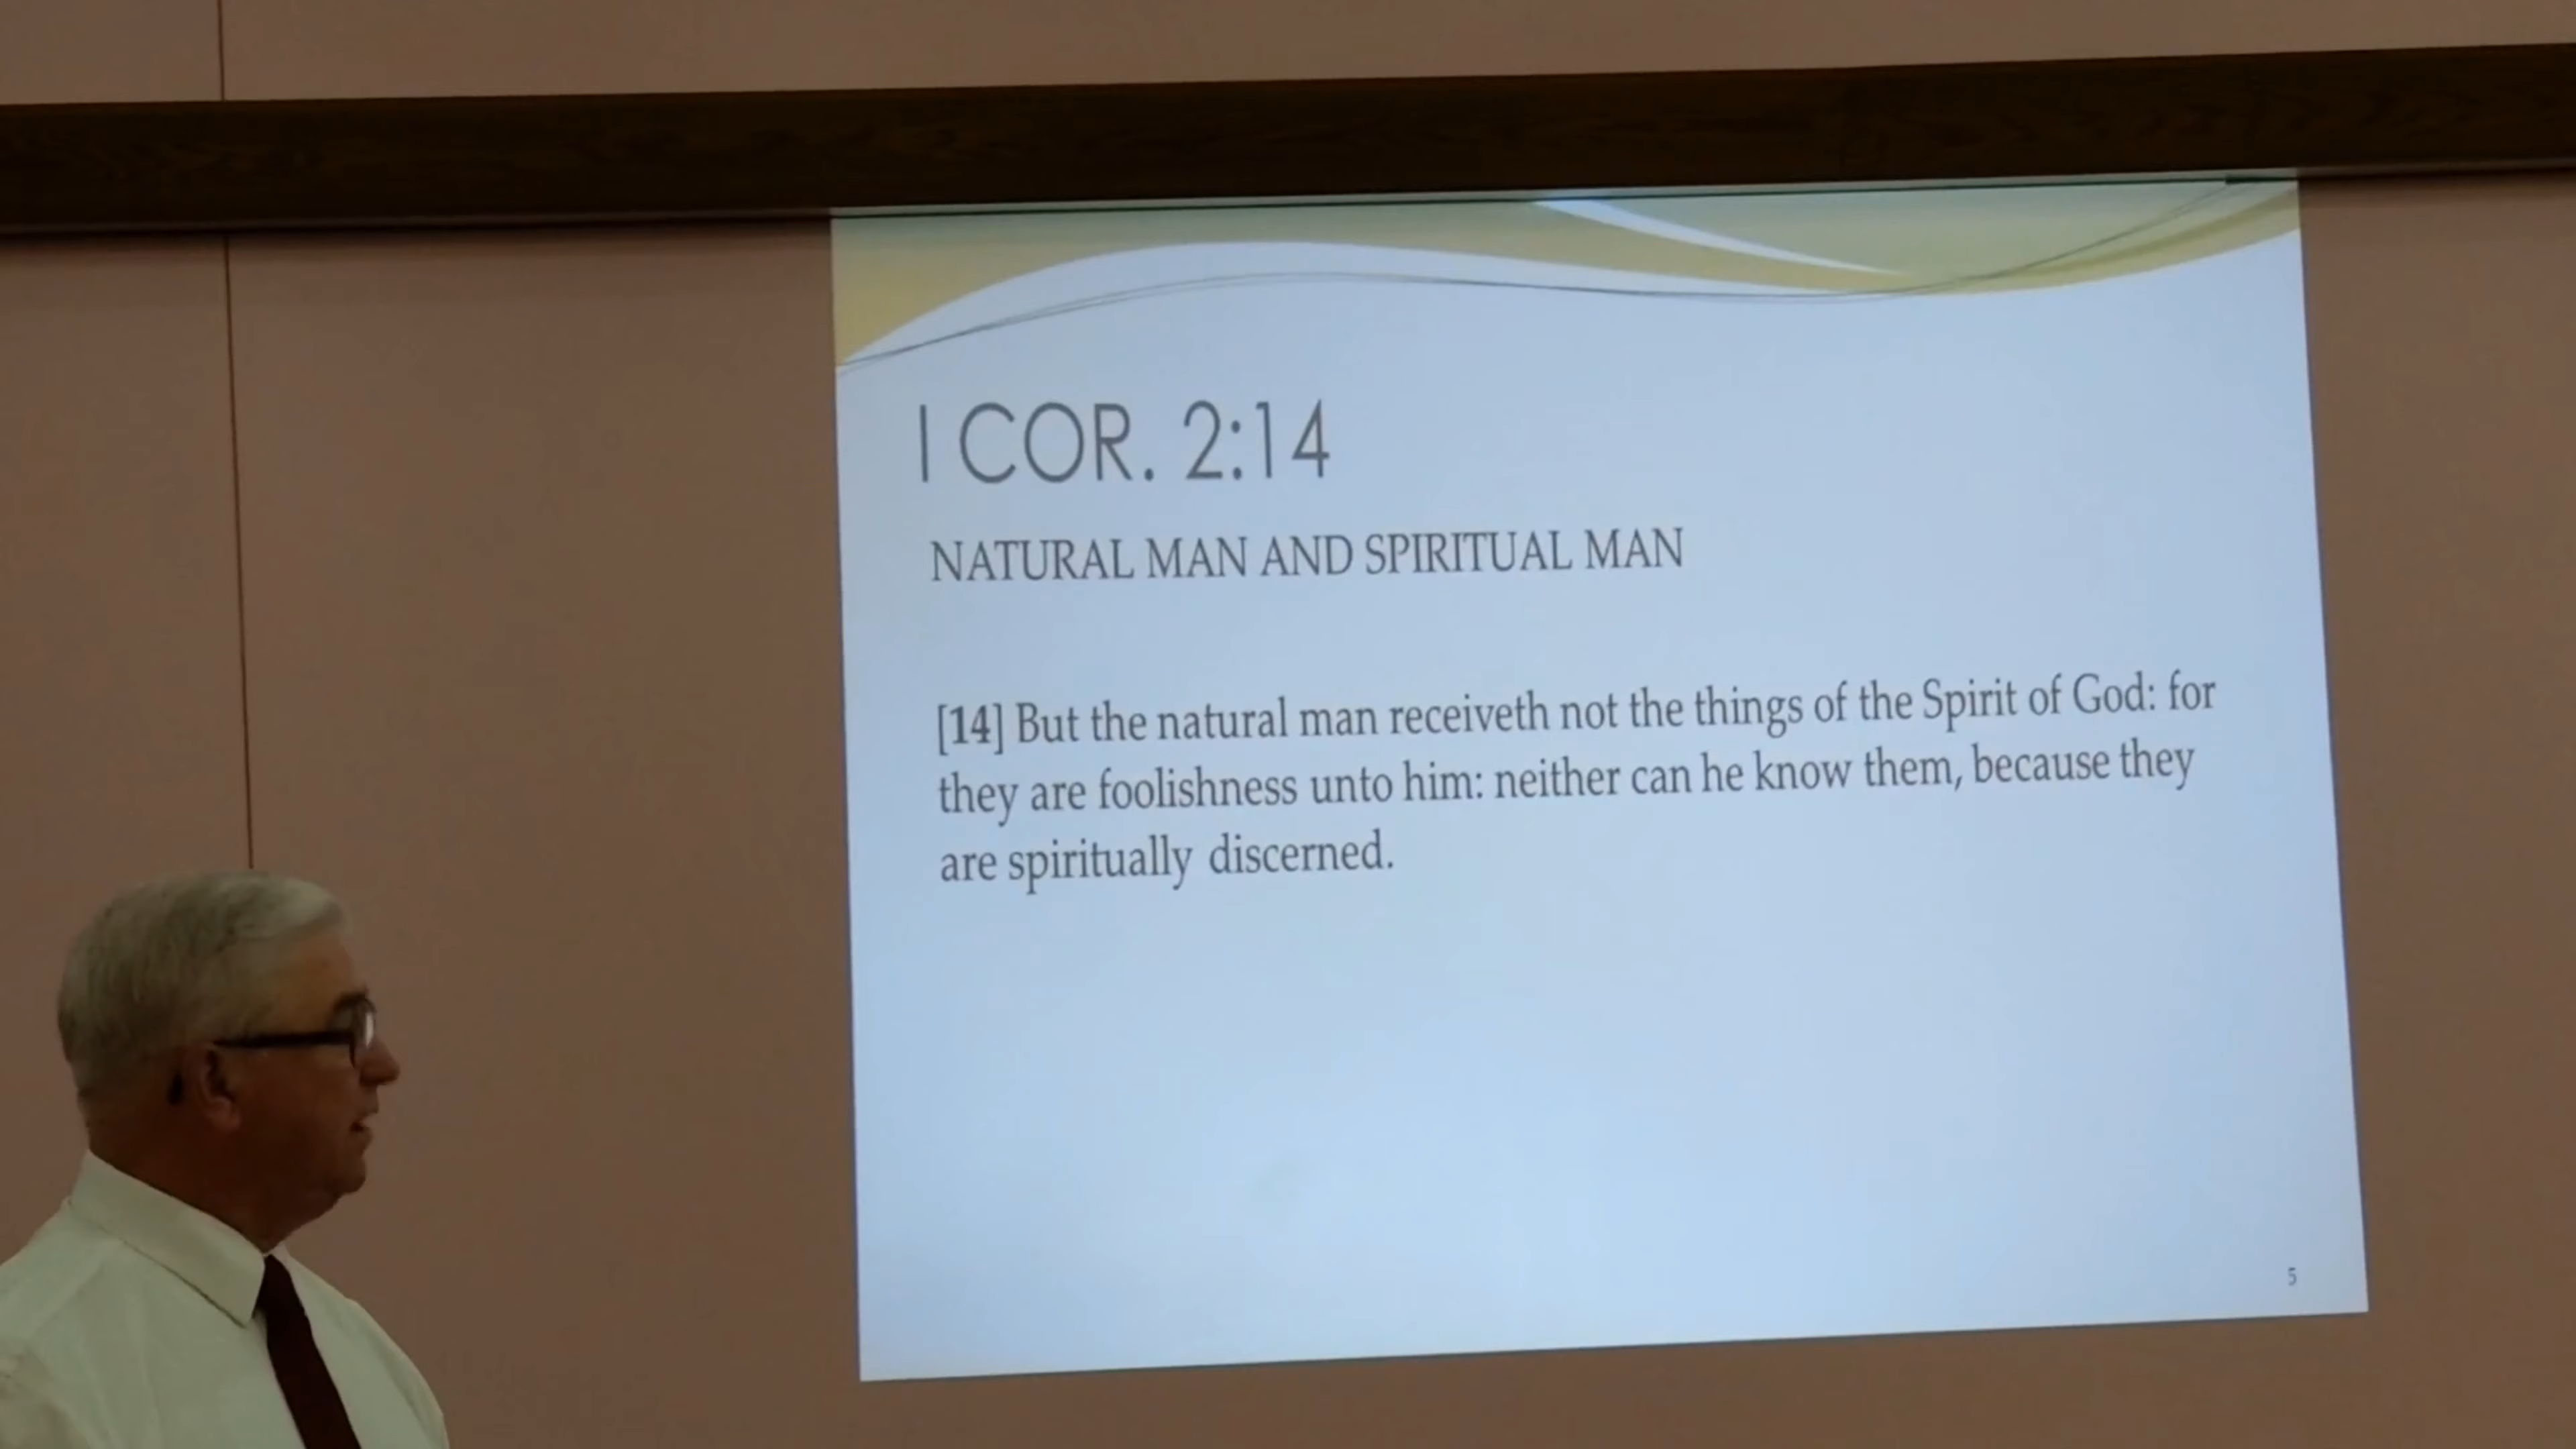 I COR. 2:14
NATURAL MAN AND SPIRITUAL MAN
[14] But the natural man receiveth not the things of the Spirit of God: for
they are foolishness unto him: neither can he know them, because they
are spiritually discerned.
5